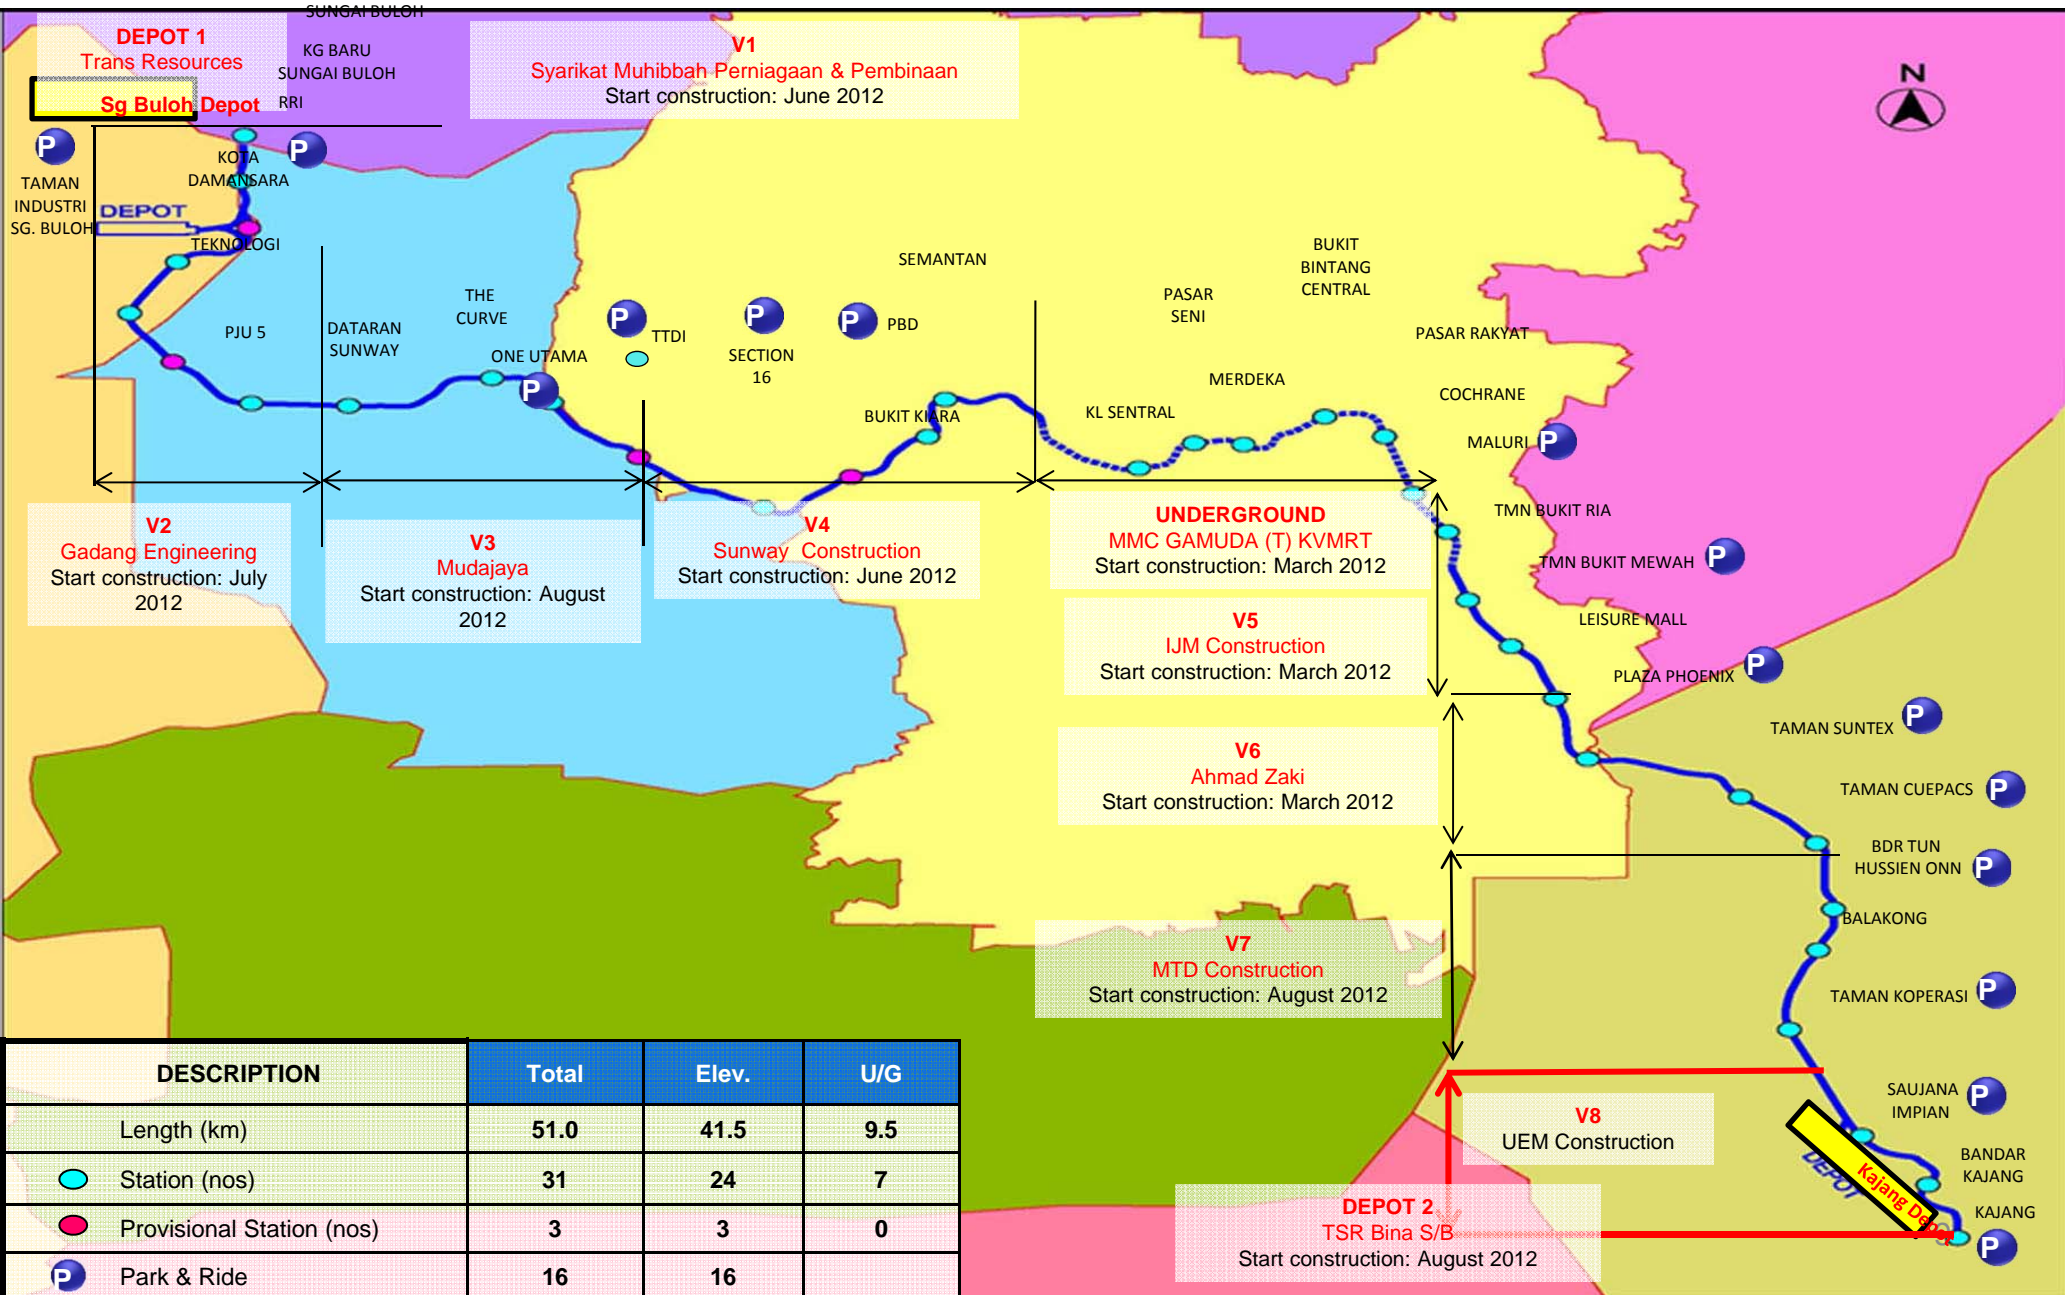 SUNGAI BULOH
DEPOT 1
Trans Resources
Sg Buloh Depot
KG BARU
SUNGAI BULOH
RRI
V1
Syarikat Muhibbah Perniagaan & Pembinaan
Start construction: June 2012
N
P
P
TAMAN
INDUSTRI
SG. BULOH
KOTA
DAMANSARA
DEPOT
TEKNOLOGI
PJU 5
DATARAN
SUNWAY
THE
CURVE
ONE UTAMA
P
P
TTDI
P
SECTION
16
P
PBD
SEMANTAN
BUKIT KIARA
PASAR
SENI
BUKIT
BINTANG
CENTRAL
KL SENTRAL
MERDEKA
PASAR RAKYAT
COCHRANE
MALURI
P
TMN BUKIT RIA
TMN BUKIT MEWAH
P
LEISURE MALL
PLAZA PHOENIX
P
TAMAN SUNTEX
P
TAMAN CUEPACS
P
BDR TUN
HUSSIEN ONN
P
BALAKONG
TAMAN KOPERASI
P
SAUJANA
IMPIAN
P
BANDAR
KAJANG
KAJANG
P
DEPOT
Kajang Depot
V2
Gadang Engineering
Start construction: July
2012
V3
Mudajaya
Start construction: August
2012
V4
Sunway Construction
Start construction: June 2012
UNDERGROUND
MMC GAMUDA (T) KVMRT
Start construction: March 2012
V5
IJM Construction
Start construction: March 2012
V6
Ahmad Zaki
Start construction: March 2012
V7
MTD Construction
Start construction: August 2012
V8
UEM Construction
DEPOT 2
TSR Bina S/B
Start construction: August 2012
DESCRIPTION Total Elev. U/G
Length (km) 51.0 41.5 9.5
Station (nos) 31 24 7
Provisional Station (nos) 3 3 0
P Park & Ride 16 16